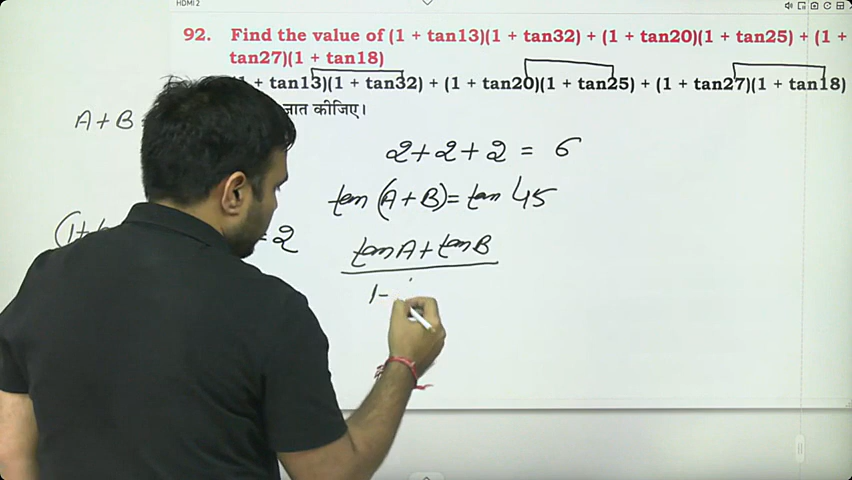 HDMI 2
92. Find the value of (1 + tan13)(1 + tan32) + (1 + tan20)(1 + tan25) + (1 +
tan27)(1 + tan18)
+ tan13)(1 + tan32) + (1 + tan20)(1 + tan25) + (1 + tan27)(1 + tan18)
ज्ञात कीजिए।
A+B
2+2+2 = 6
tan (A+B) = tan 45
= 2
tanA + tanB
1-